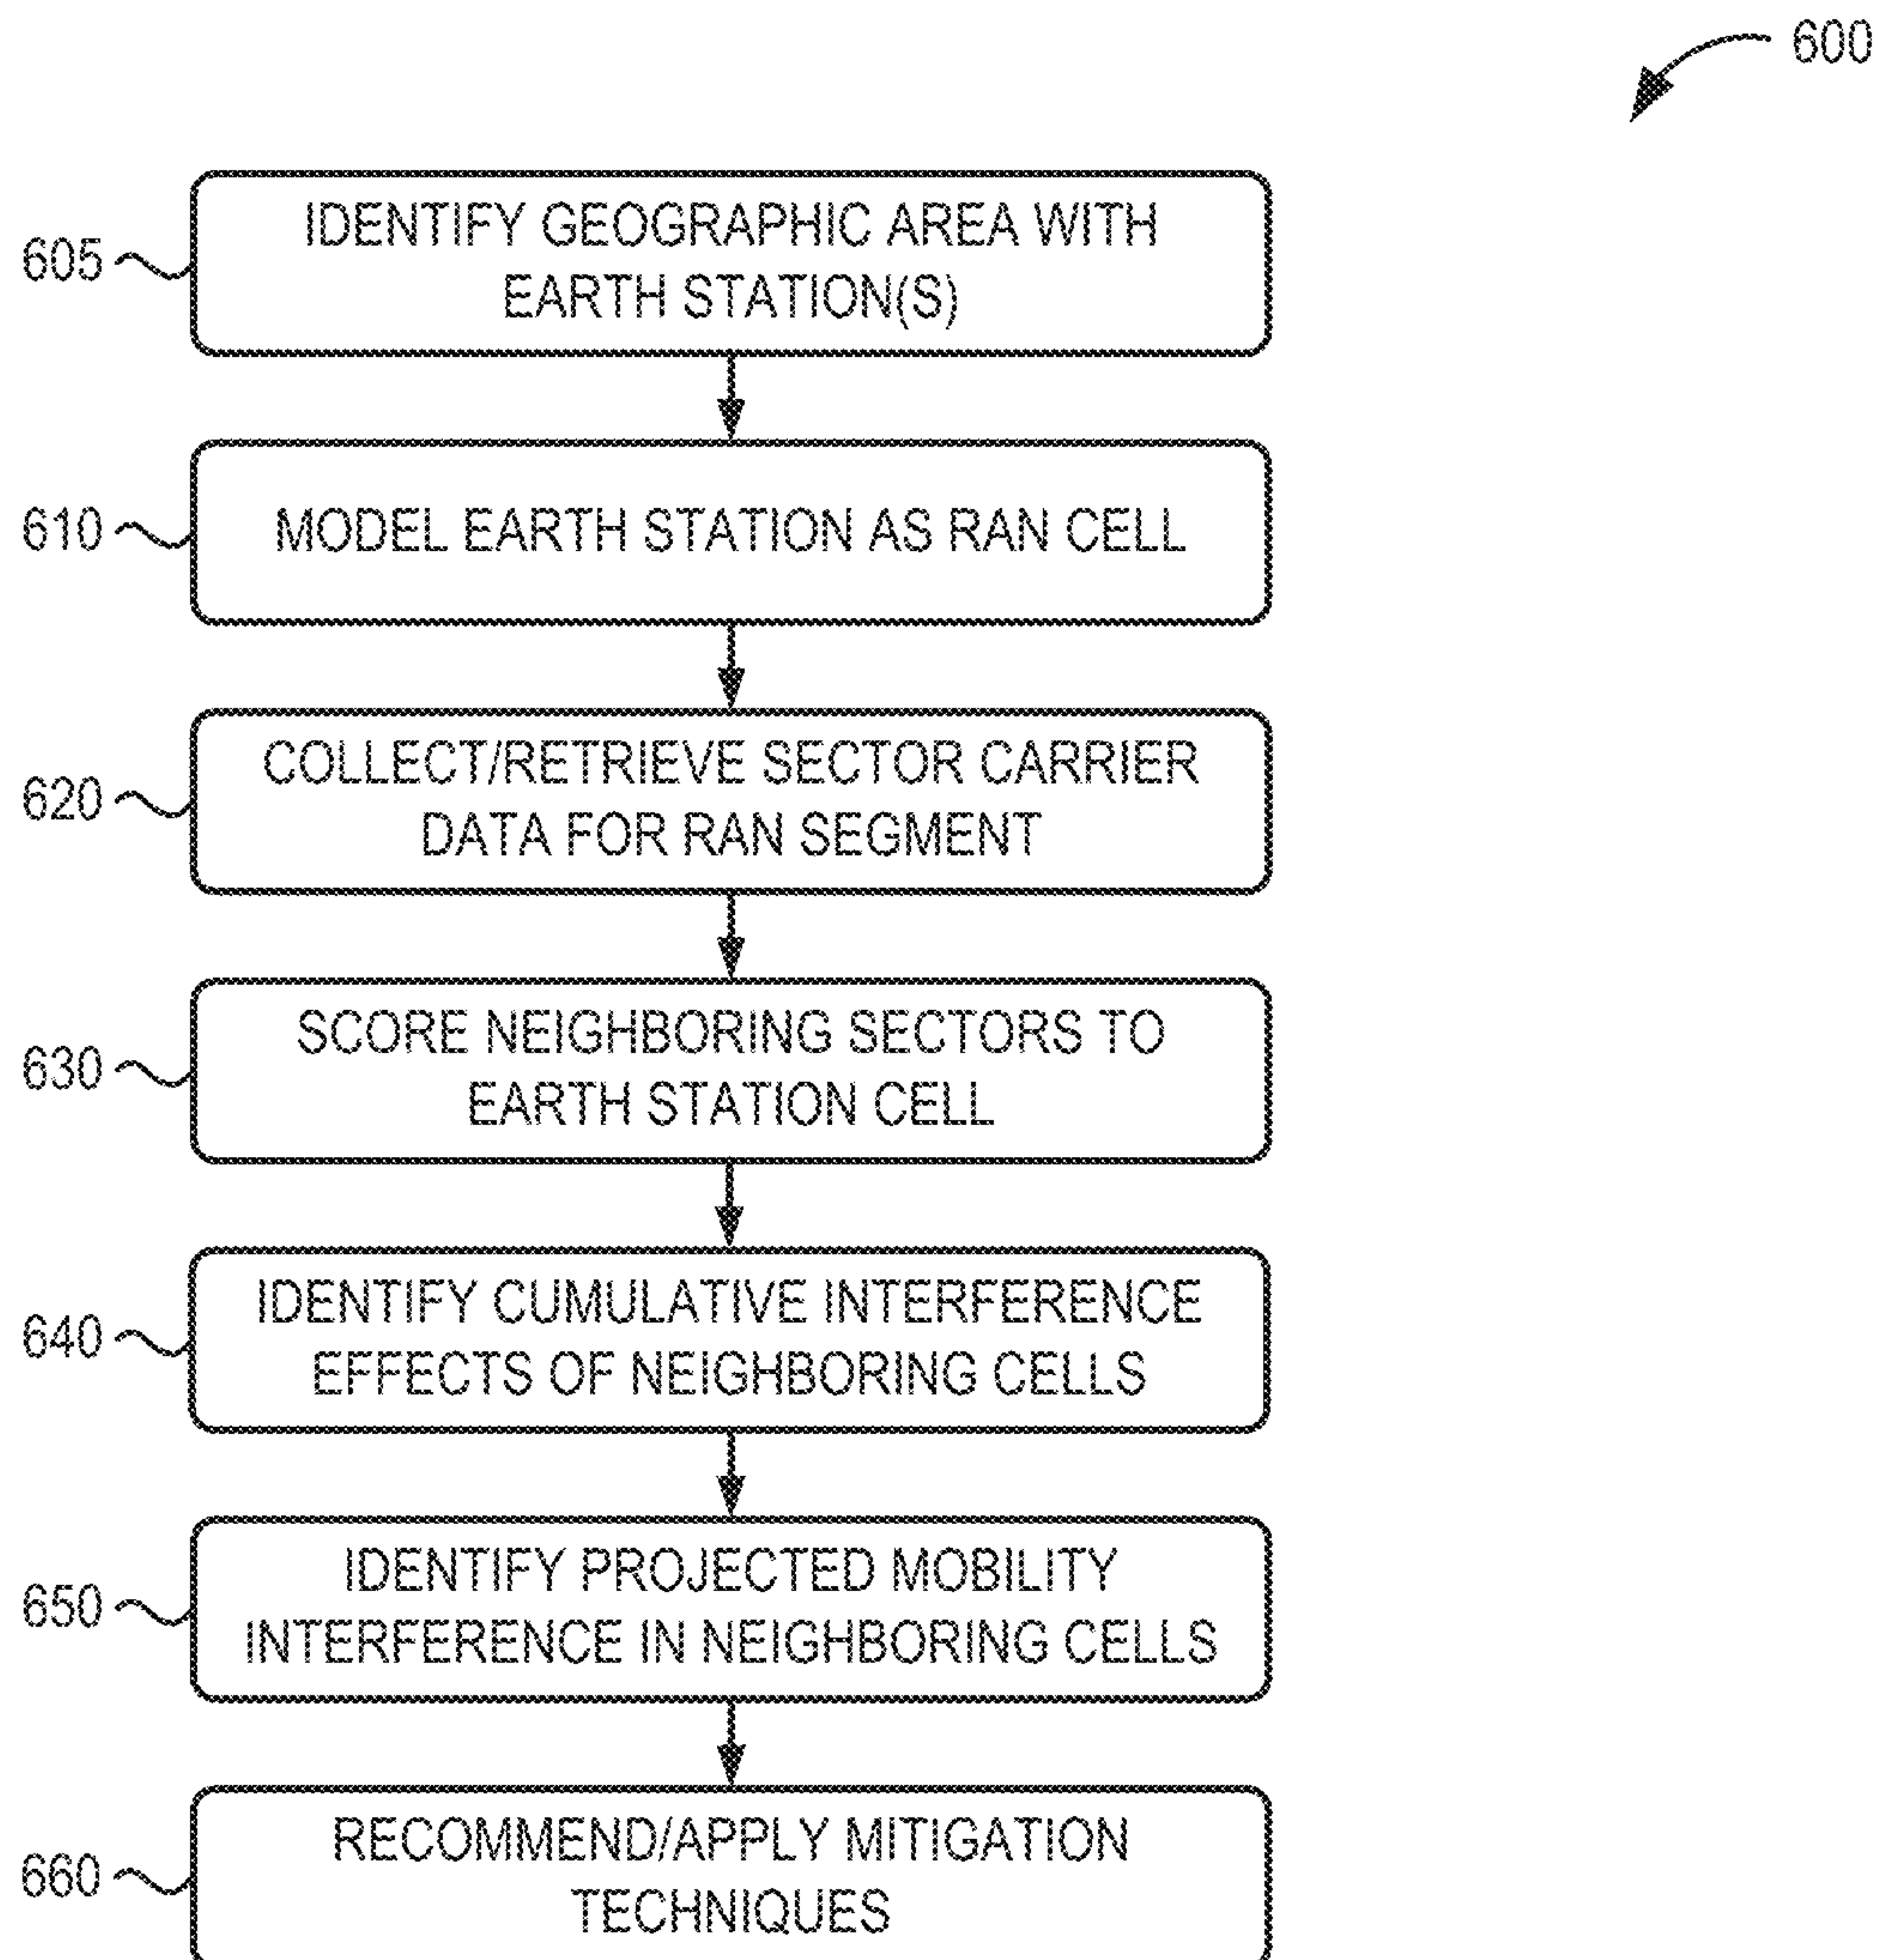 600
605
IDENTIFY GEOGRAPHIC AREA WITH
EARTH STATION(S)
610
MODEL EARTH STATION AS RAN CELL
620
COLLECT/RETRIEVE SECTOR CARRIER
DATA FOR RAN SEGMENT
630
SCORE NEIGHBORING SECTORS TO
EARTH STATION CELL
640
IDENTIFY CUMULATIVE INTERFERENCE
EFFECTS OF NEIGHBORING CELLS
650
IDENTIFY PROJECTED MOBILITY
INTERFERENCE IN NEIGHBORING CELLS
660
RECOMMEND/APPLY MITIGATION
TECHNIQUES